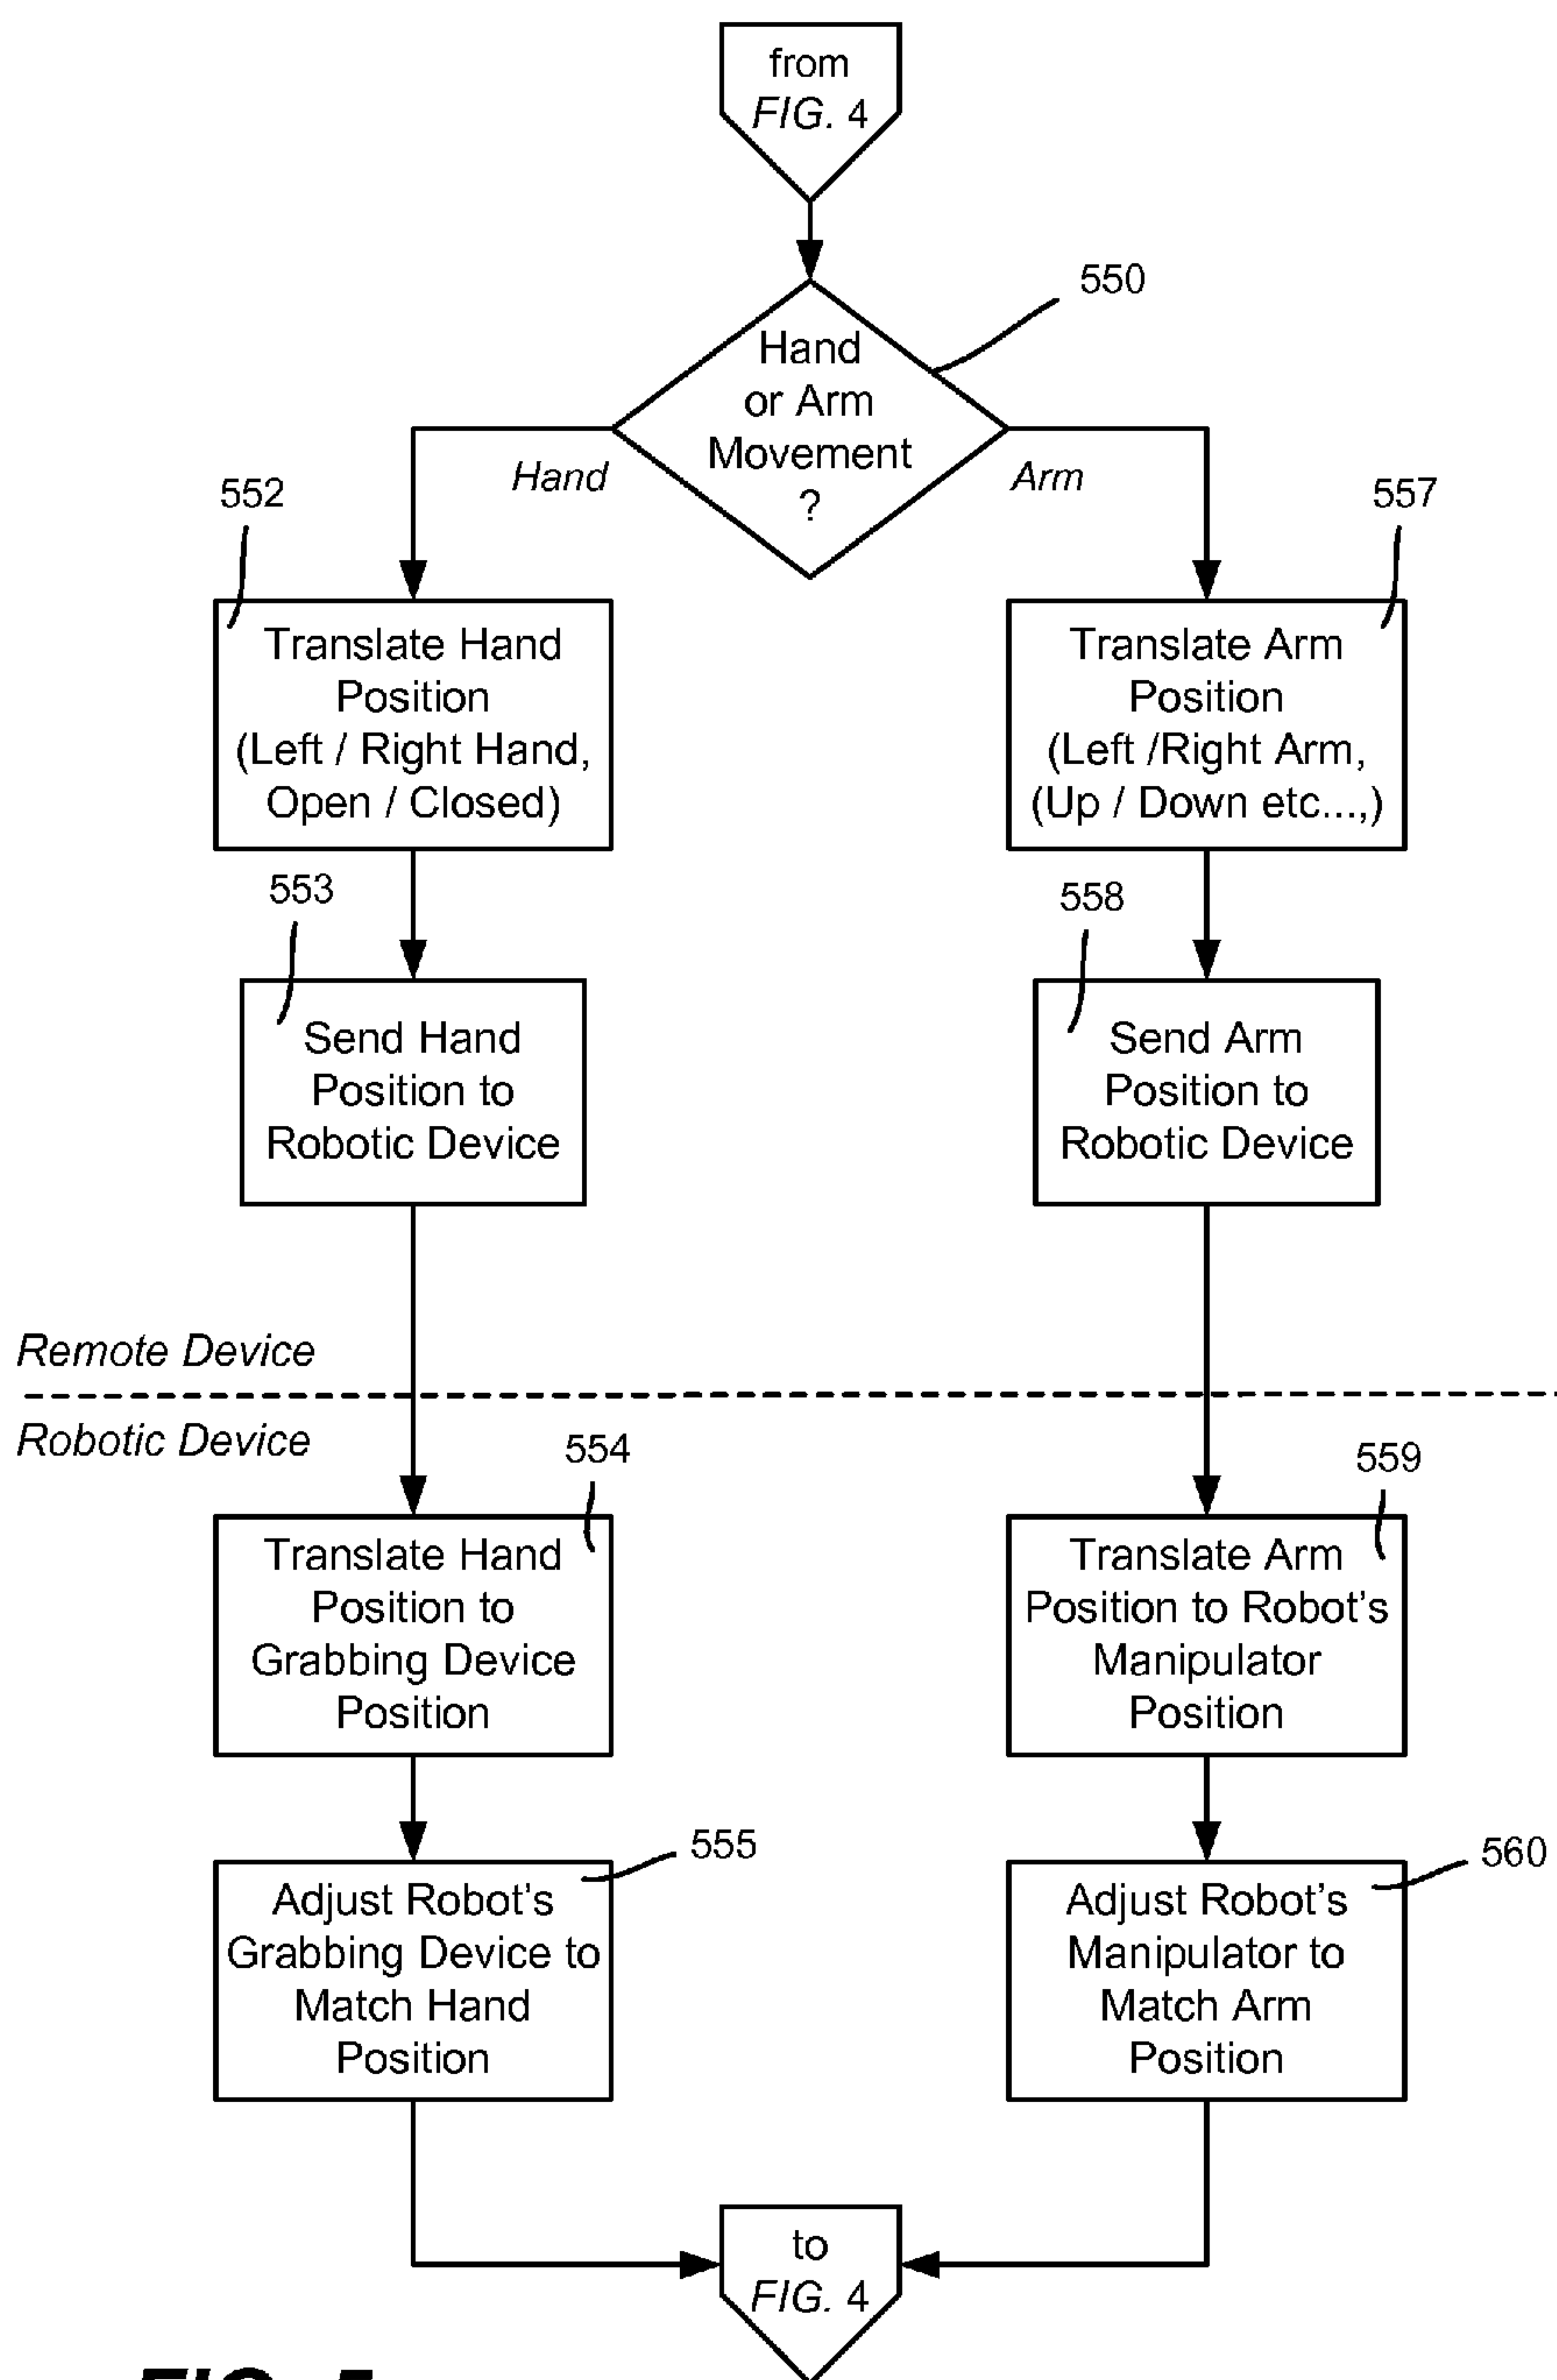 from
FIG. 4
550
Hand
or Arm
Movement
?
Hand
Arm
552
557
Translate Hand
Position
(Left / Right Hand,
Open / Closed)
Translate Arm
Position
(Left /Right Arm,
(Up / Down etc...,)
553
558
Send Hand
Position to
Robotic Device
Send Arm
Position to
Robotic Device
Remote Device
Robotic Device
554
559
Translate Hand
Position to
Grabbing Device
Position
Translate Arm
Position to Robot's
Manipulator
Position
555
560
Adjust Robot's
Grabbing Device to
Match Hand
Position
Adjust Robot's
Manipulator to
Match Arm
Position
to
FIG. 4